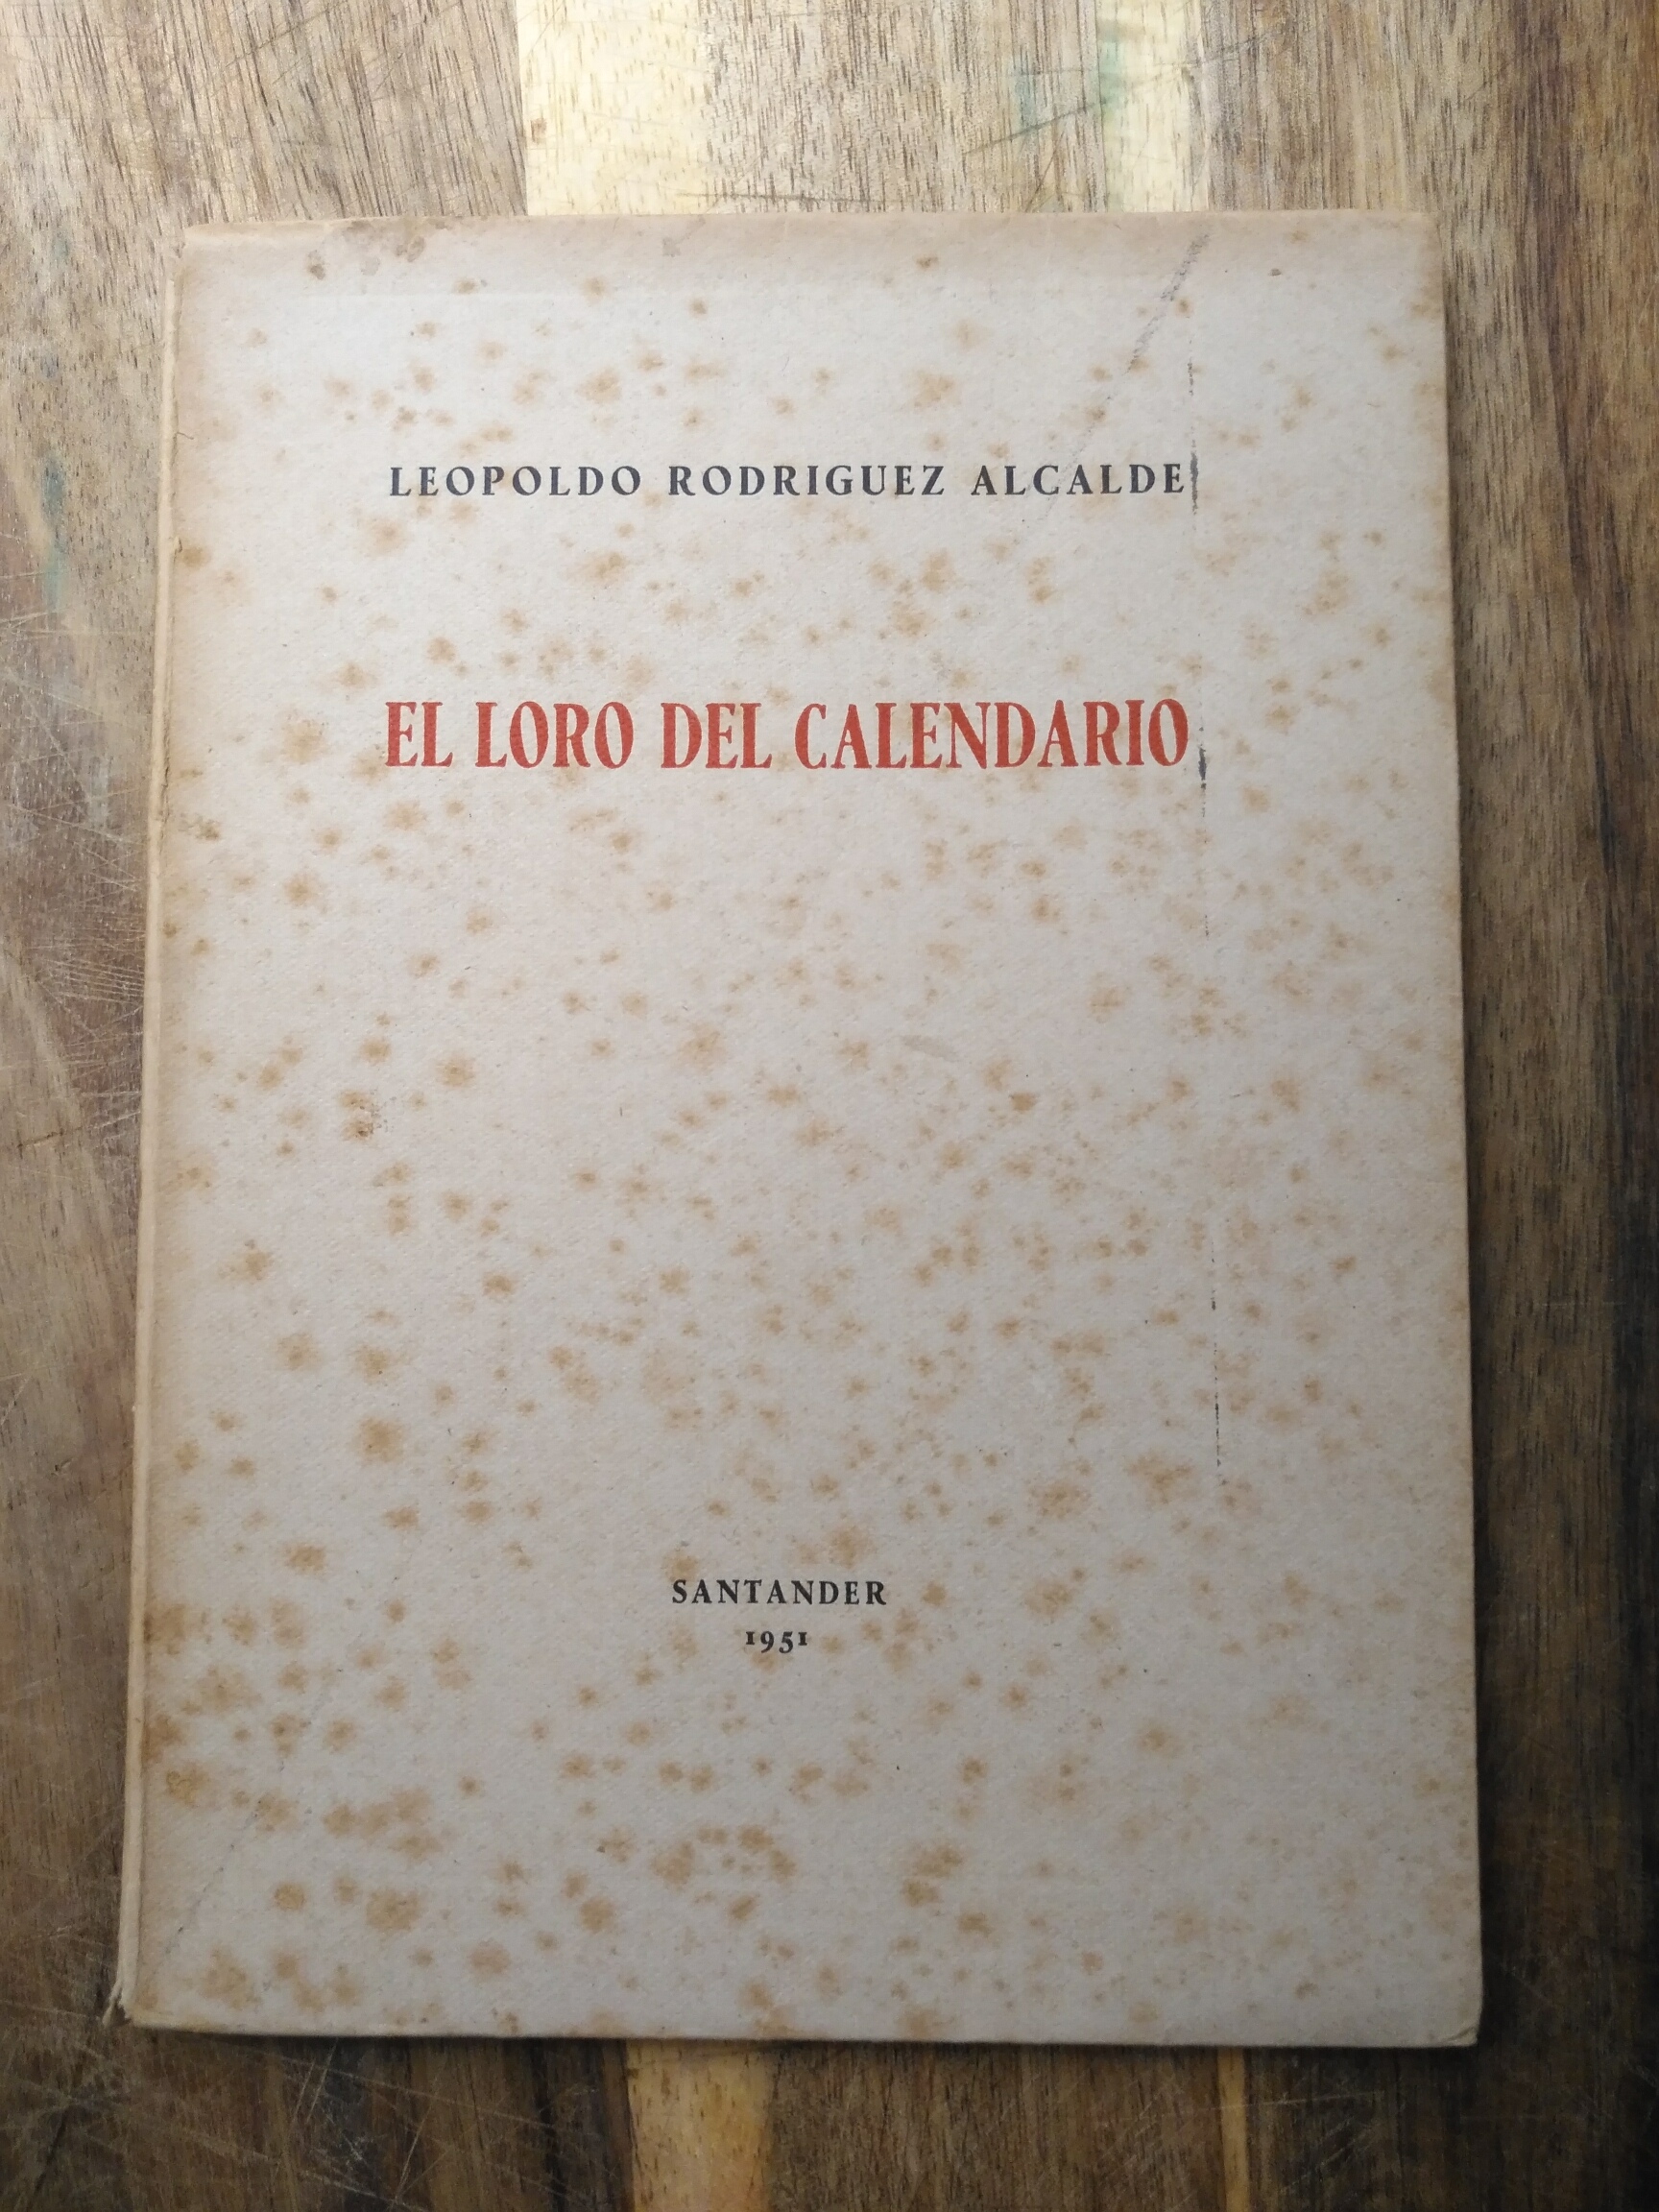 LEOPOLDO RODRIGUEZ ALCALDE
EL LORO DEL CALENDARIO
SANTANDER
1951